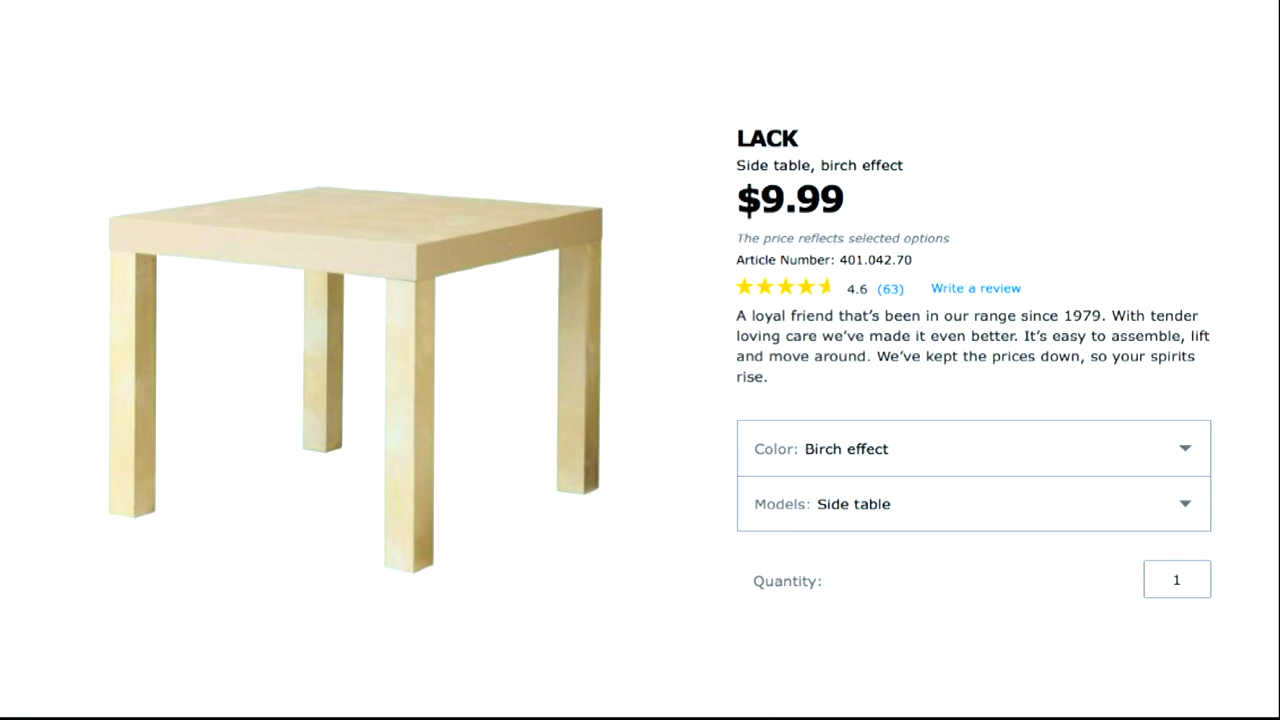 LACK
Side table, birch effect
$9.99
The price reflects selected options
Article Number: 401.042.70
4.6 (63) Write a review
A loyal friend that’s been in our range since 1979. With tender
loving care we’ve made it even better. It’s easy to assemble, lift
and move around. We’ve kept the prices down, so your spirits
rise.
Color: Birch effect
Models: Side table
Quantity: 1